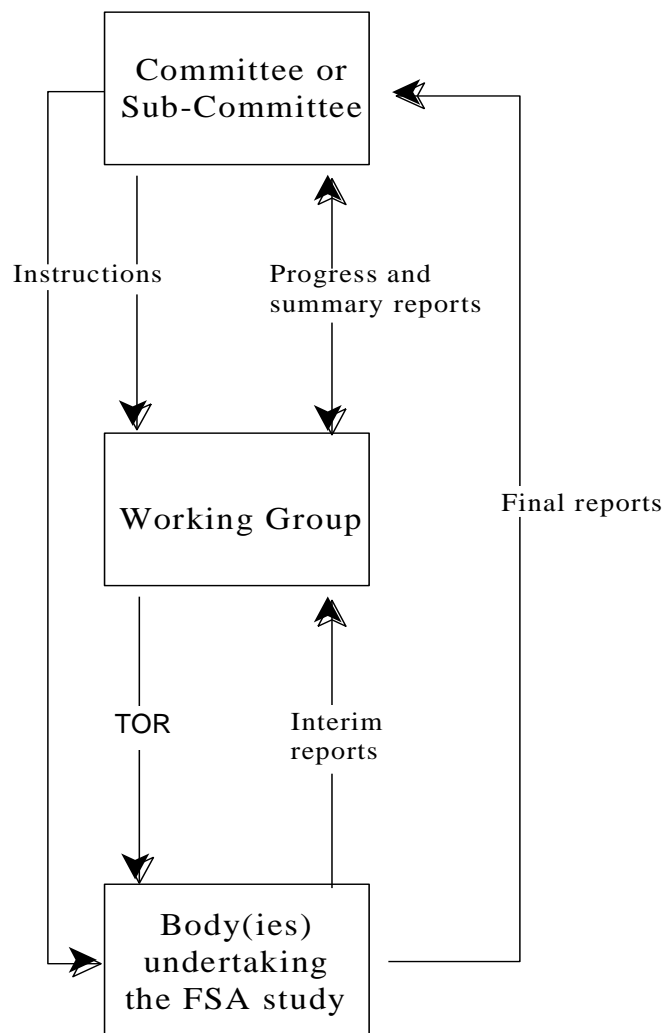 Committee or
Sub-Committee
Instructions
Progress and
summary reports
Working Group
Final reports
TOR
Interim
reports
Body(ies)
undertaking
the FSA study